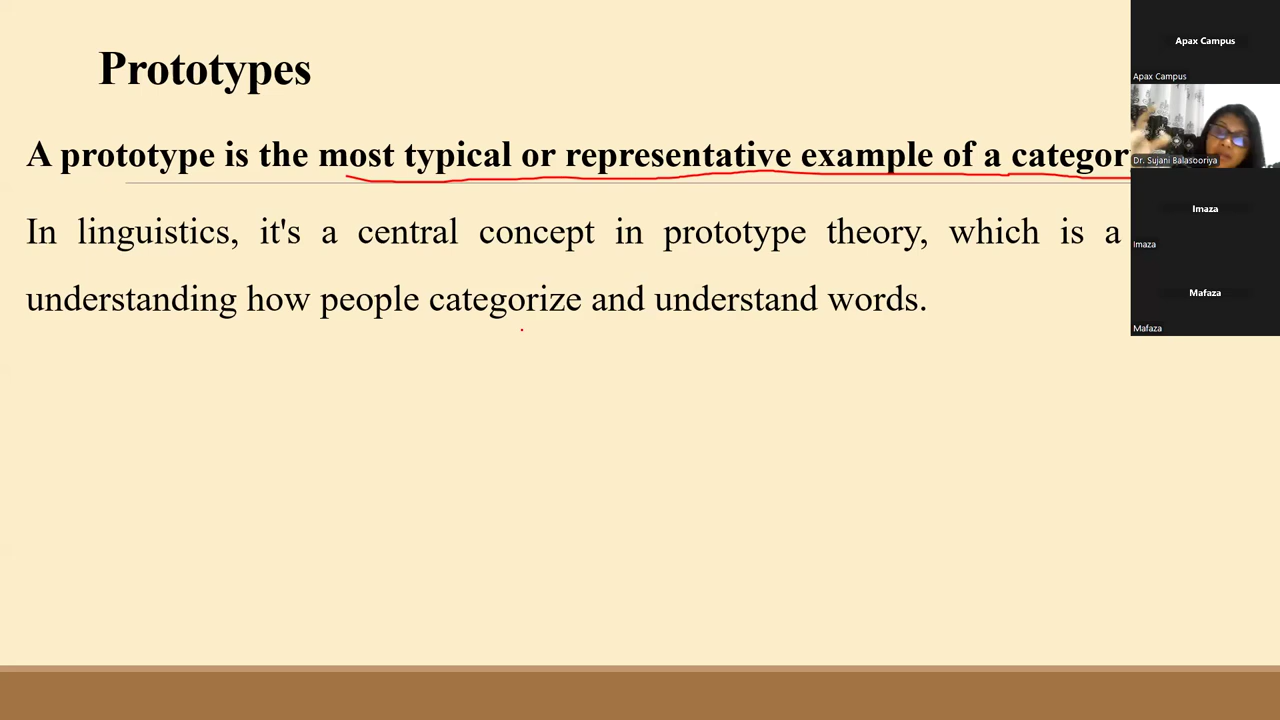 Prototypes
A prototype is the most typical or representative example of a categor
In linguistics, it's a central concept in prototype theory, which is a
understanding how people categorize and understand words.
Apax Campus
Apax Campus
Dr. Sujani Balasooriya
Imaza
Imaza
Mafaza
Mafaza